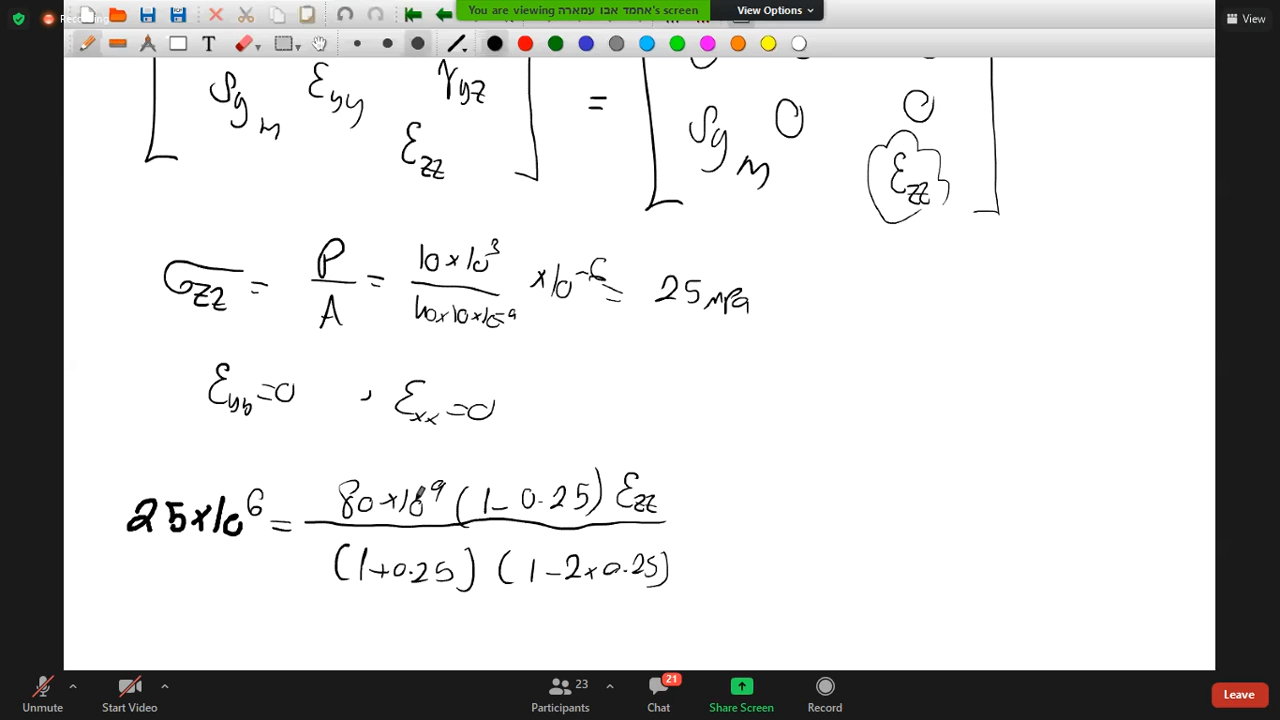 Recording
You are viewing אחמד אבו עמארה's screen
View Options
View
T
Sym εyy γyz = Sym 0 0
εzz εzz
σzz = P/A = 10×10³/40×10×10⁻⁹ ×10⁻⁶ = 25 MPa
εyy=0 , εxx=0
25×10⁶ = 80×10⁹(1-0.25)εzz / (1+0.25)(1-2×0.25)
Unmute
Start Video
23
Participants
21
Chat
Share Screen
Record
Leave